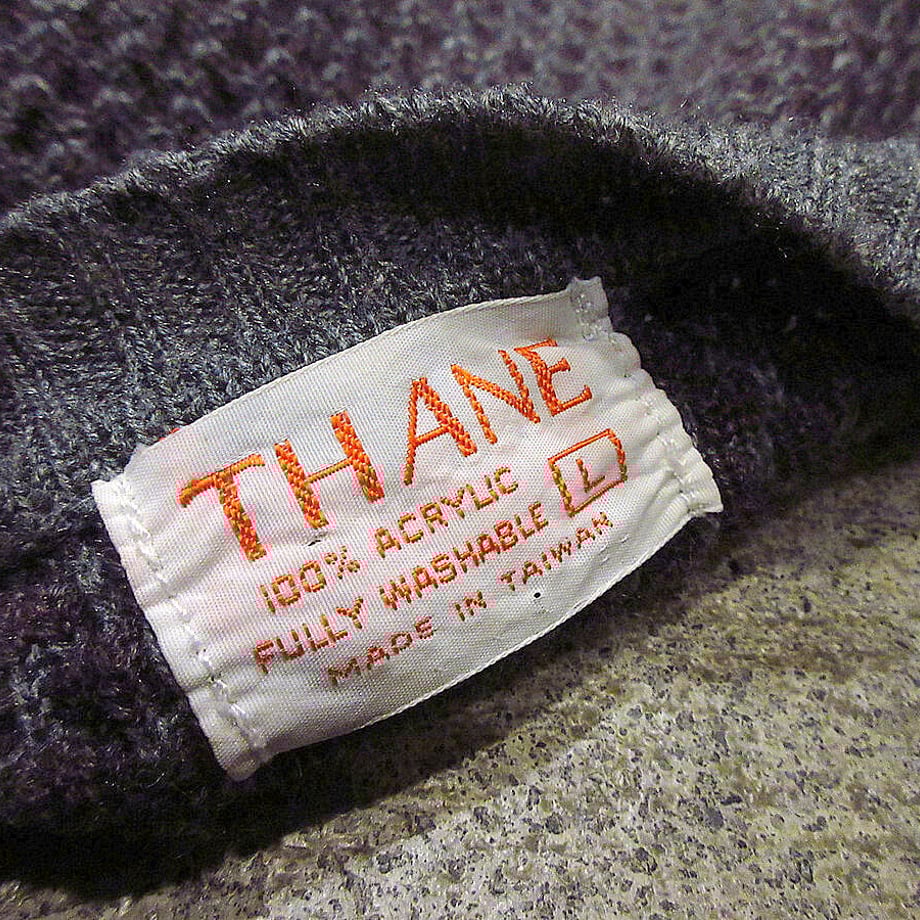 THANE
100% ACRYLIC
FULLY WASHABLE L
MADE IN TAIWAN